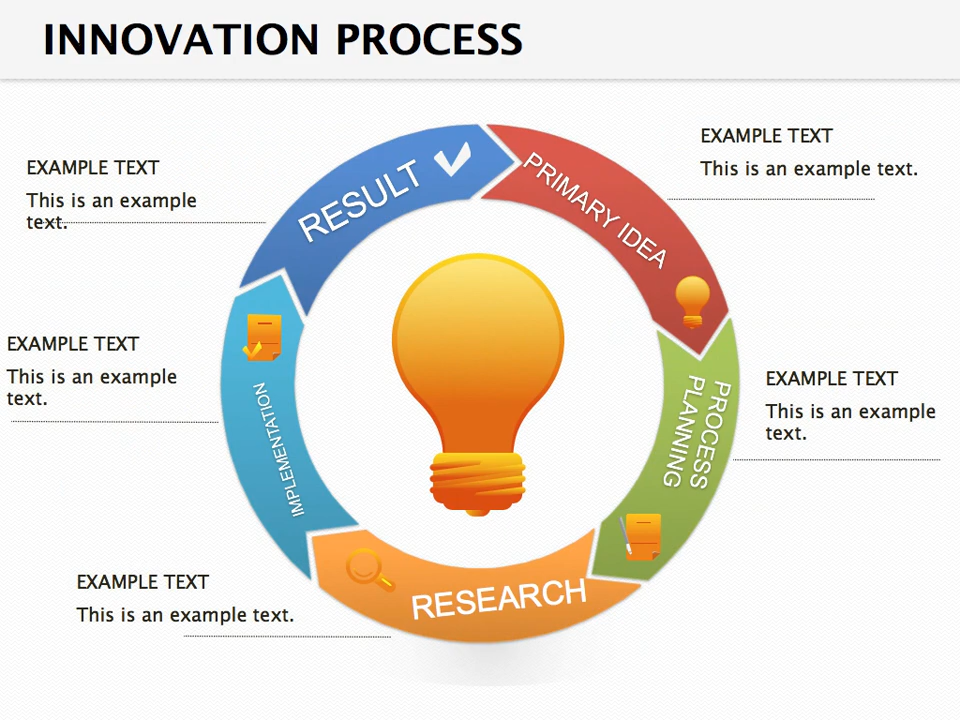 INNOVATION PROCESS
EXAMPLE TEXT
This is an example
text.
RESULT
PRIMARY IDEA
EXAMPLE TEXT
This is an example text.
EXAMPLE TEXT
This is an example
text.
IMPLEMENTATION
PROCESS
PLANNING
EXAMPLE TEXT
This is an example
text.
EXAMPLE TEXT
This is an example text.
RESEARCH